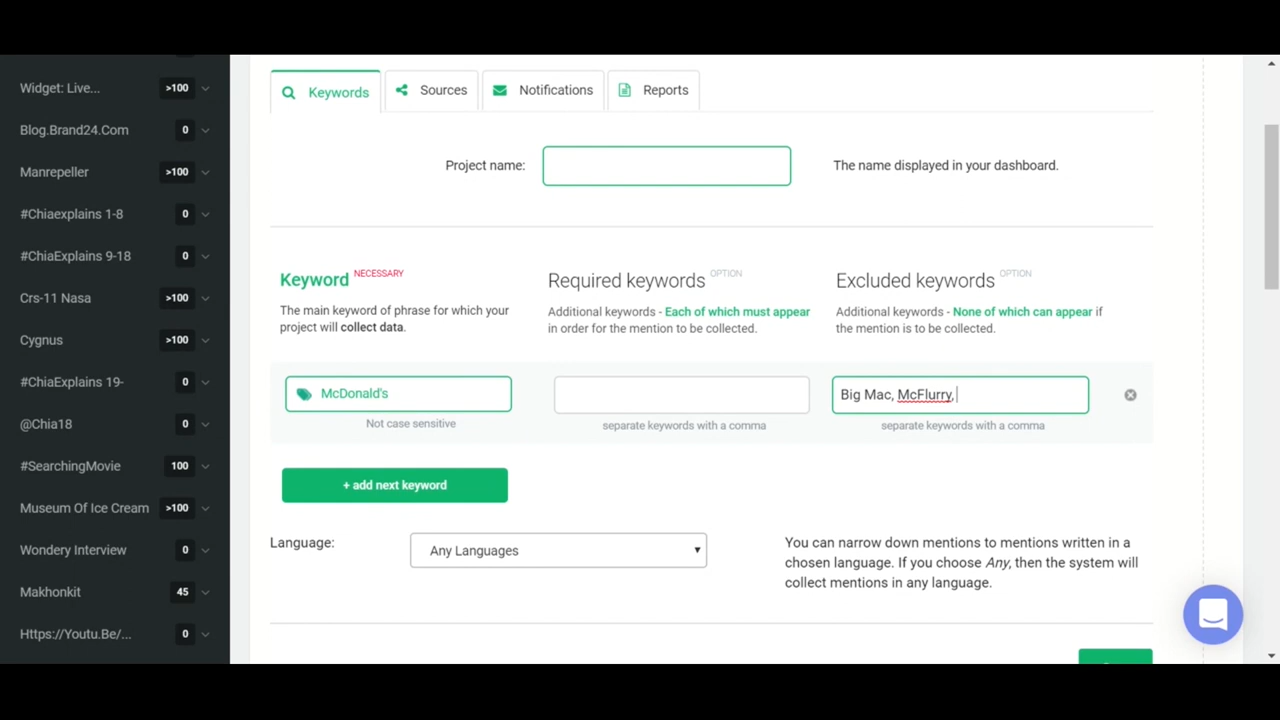 Widget: Live... >100
Blog.Brand24.Com 0
Manrepeller >100
#Chiaexplains 1-8 0
#ChiaExplains 9-18 0
Crs-11 Nasa >100
Cygnus >100
#ChiaExplains 19- 0
@Chia18 0
#SearchingMovie 100
Museum Of Ice Cream >100
Wondery Interview 0
Makhonkit 45
Https://Youtu.Be/... 0
Keywords Sources Notifications Reports
Project name: The name displayed in your dashboard.
Keyword NECESSARY
The main keyword of phrase for which your
project will collect data.
Required keywords OPTION
Additional keywords - Each of which must appear
in order for the mention to be collected.
Excluded keywords OPTION
Additional keywords - None of which can appear if
the mention is to be collected.
McDonald's
Not case sensitive
separate keywords with a comma
Big Mac, McFlurry,
separate keywords with a comma
+ add next keyword
Language: Any Languages
You can narrow down mentions to mentions written in a
chosen language. If you choose Any, then the system will
collect mentions in any language.